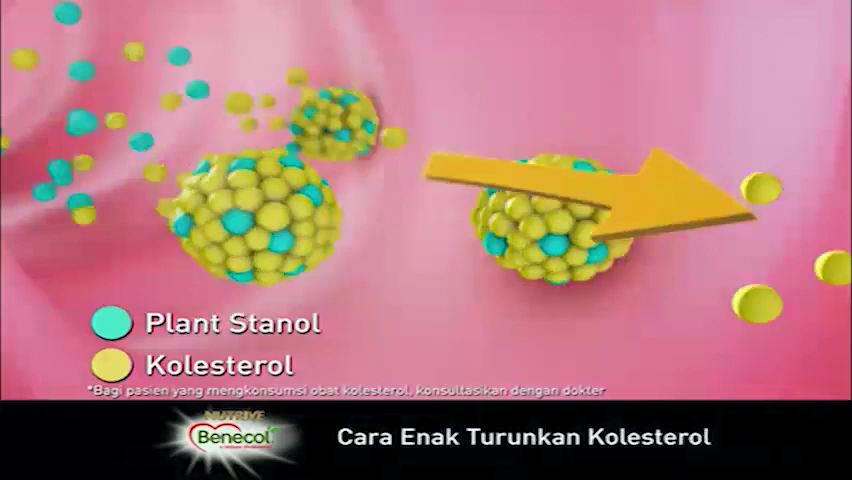 Plant Stanol
Kolesterol
*Bagi pasien yang mengkonsumsi obat kolesterol, konsultasikan dengan dokter
NUTRIVE
Benecol
Cara Enak Turunkan Kolesterol